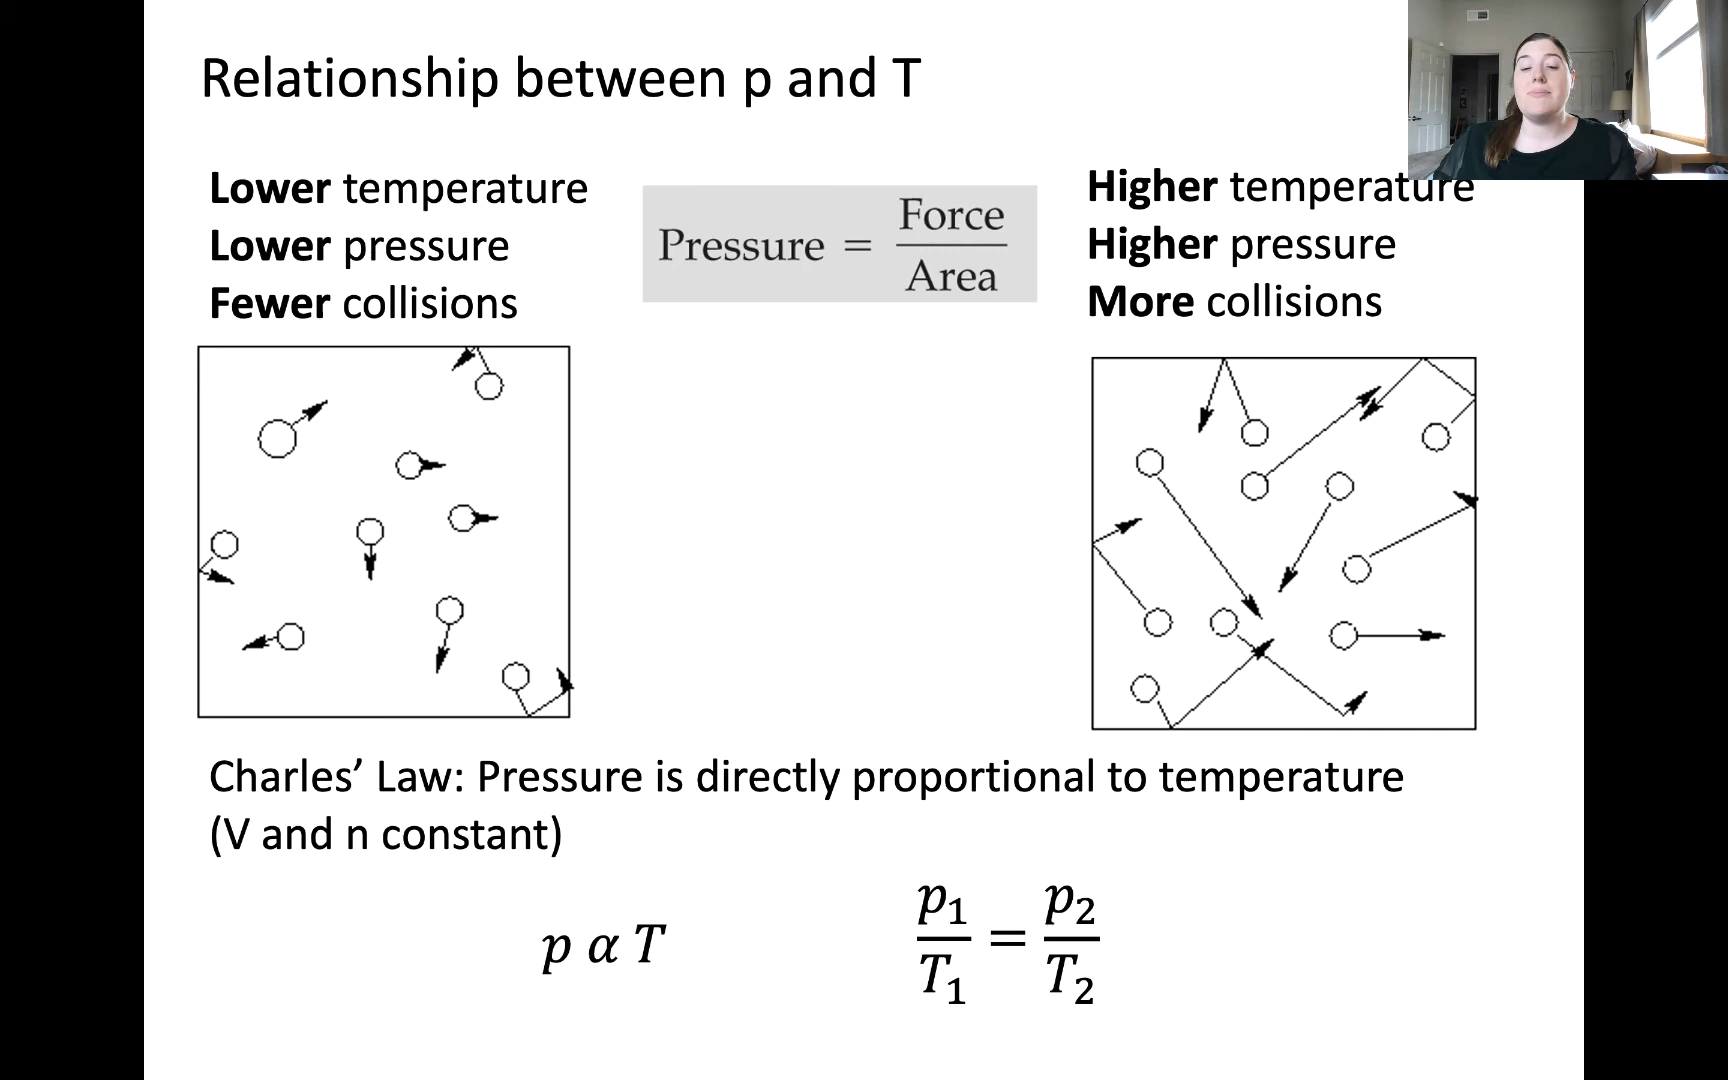 Relationship between p and T
Lower temperature
Lower pressure
Fewer collisions
Pressure = Force / Area
Higher temperature
Higher pressure
More collisions
Charles’ Law: Pressure is directly proportional to temperature
(V and n constant)
p α T
p₁/T₁ = p₂/T₂